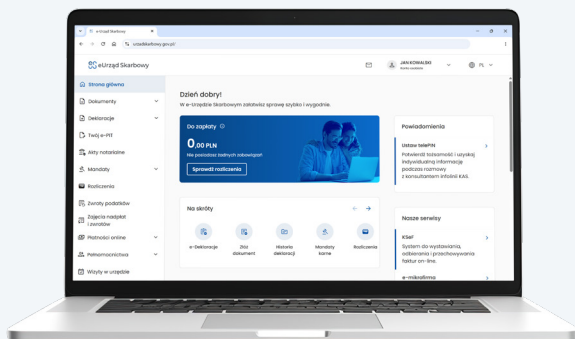 e-Urząd Skarbowy
urzadskarbowy.gov.pl/
eUrząd Skarbowy
JAN KOWALSKI
PL
Strona główna
Dokumenty
Deklaracje
Twój e-PIT
Akty notarialne
Mandaty
Rozliczenia
Zwroty podatków
Zajęcia nadpłat
i zwrotów
Płatności online
Pełnomocnictwa
Wizyty w urzędzie
Dzień dobry!
W e-Urzędzie Skarbowym załatwisz sprawę szybko i wygodnie.
Do zapłaty
0,00 PLN
Nie posiadasz żadnych zobowiązań
Sprawdź rozliczenia
Na skróty
e-Deklaracje
Złóż
dokument
Historia
deklaracji
Mandaty
karne
Rozliczenia
Powiadomienia
Ustaw telePIN
Potwierdź tożsamość i uzyskaj
indywidualną informację
podczas rozmowy
z konsultantem infolinii KAS.
Nasze serwisy
KSeF
System do wystawiania,
odbierania i przechowywania
faktur on-line.
e-mikrofirma